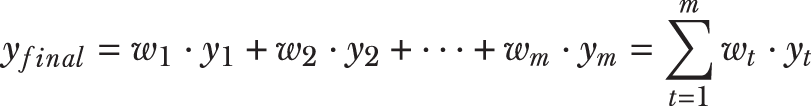 y_{final} = w_1 · y_1 + w_2 · y_2 + · · · + w_m · y_m = \sum_{t=1}^{m} w_t · y_t